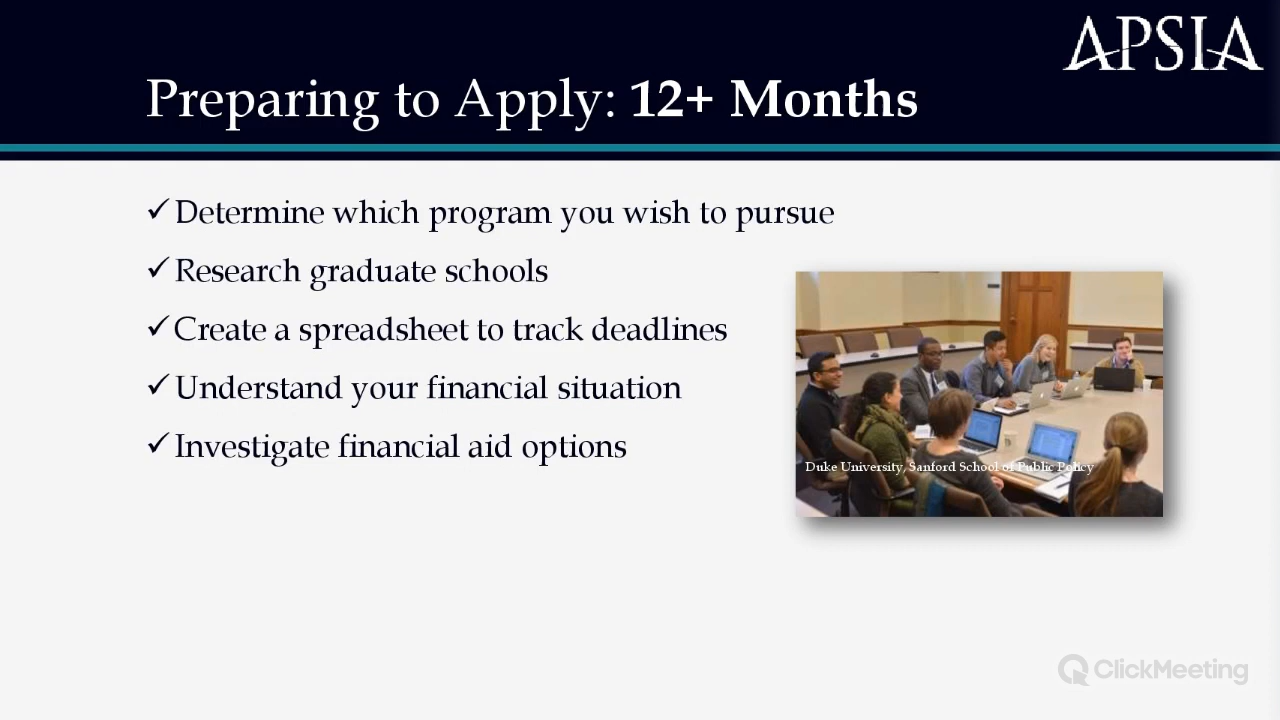 APSIA
Preparing to Apply: 12+ Months
✓Determine which program you wish to pursue
✓Research graduate schools
✓Create a spreadsheet to track deadlines
✓Understand your financial situation
✓Investigate financial aid options
Duke University, Sanford School of Public Policy
ClickMeeting